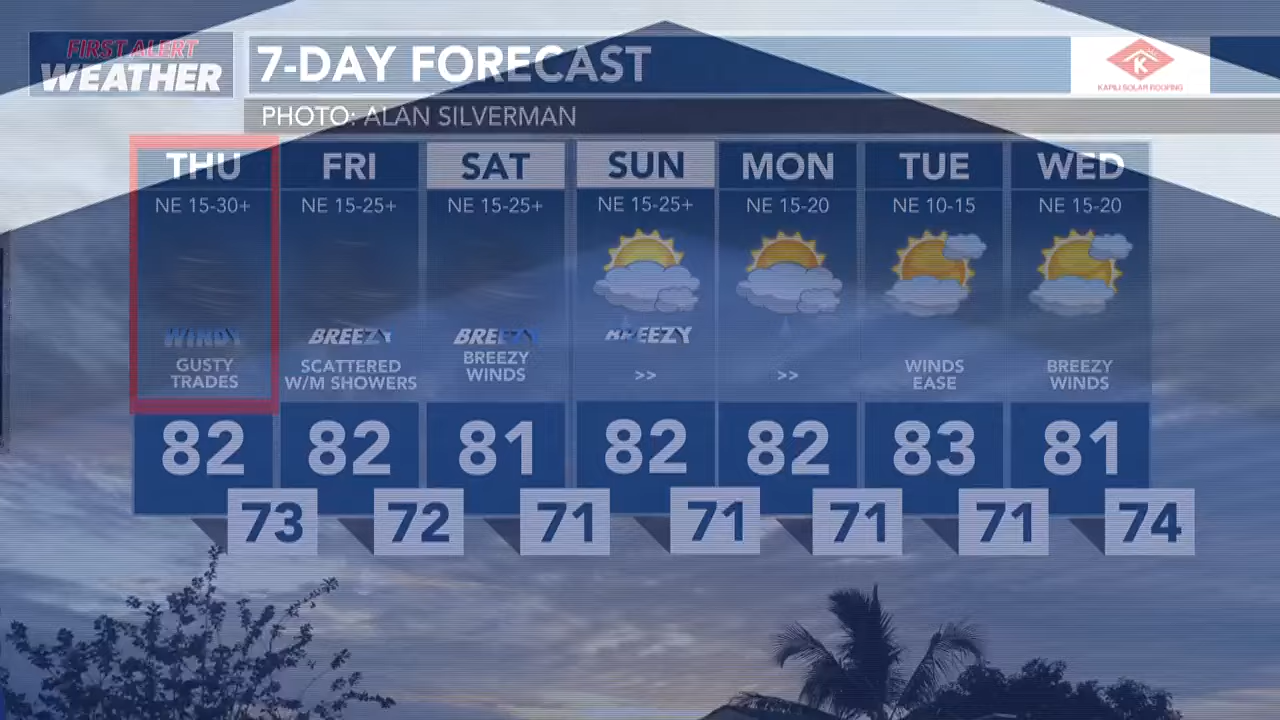 FIRST ALERT
WEATHER
7-DAY FORECAST
K
KAPILI SOLAR ROOFING
PHOTO: ALAN SILVERMAN
THU FRI SAT SUN MON TUE WED
NE 15-30+ NE 15-25+ NE 15-25+ NE 15-25+ NE 15-20 NE 10-15 NE 15-20
WINDY BREEZY BREEZY BREEZY
GUSTY TRADES
SCATTERED W/M SHOWERS
BREEZY WINDS
>> >>
WINDS EASE
BREEZY WINDS
82 82 81 82 82 83 81
73 72 71 71 71 71 74